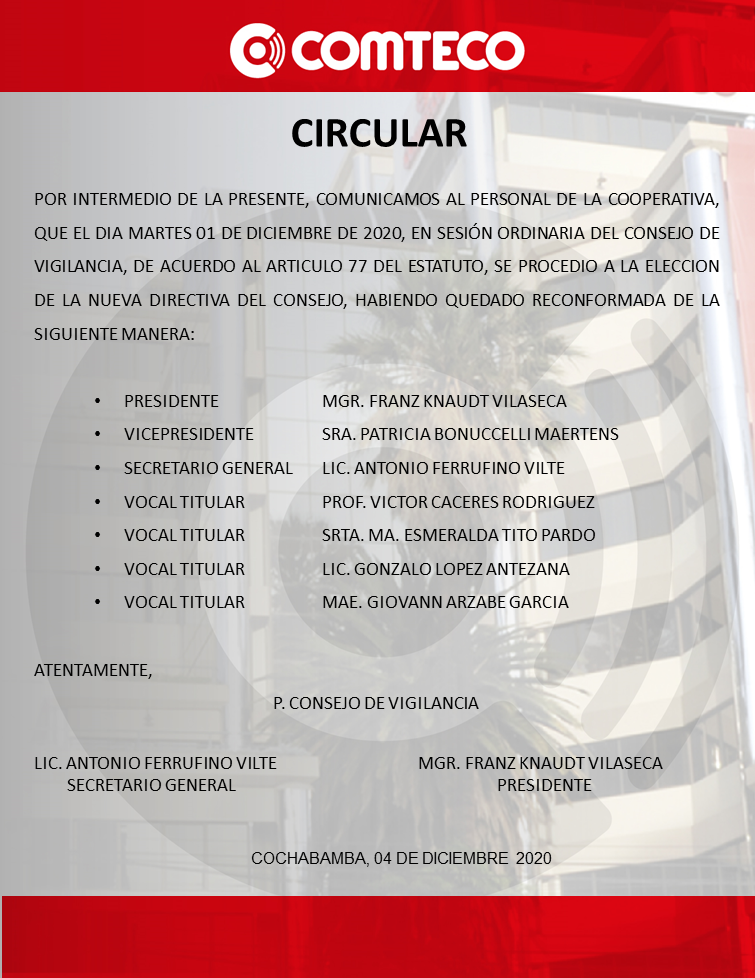 COMTECO
CIRCULAR
POR INTERMEDIO DE LA PRESENTE, COMUNICAMOS AL PERSONAL DE LA COOPERATIVA,
QUE EL DIA MARTES 01 DE DICIEMBRE DE 2020, EN SESIÓN ORDINARIA DEL CONSEJO DE
VIGILANCIA, DE ACUERDO AL ARTICULO 77 DEL ESTATUTO, SE PROCEDIO A LA ELECCION
DE LA NUEVA DIRECTIVA DEL CONSEJO, HABIENDO QUEDADO RECONFORMADA DE LA
SIGUIENTE MANERA:
• PRESIDENTE MGR. FRANZ KNAUDT VILASECA
• VICEPRESIDENTE SRA. PATRICIA BONUCCELLI MAERTENS
• SECRETARIO GENERAL LIC. ANTONIO FERRUFINO VILTE
• VOCAL TITULAR PROF. VICTOR CACERES RODRIGUEZ
• VOCAL TITULAR SRTA. MA. ESMERALDA TITO PARDO
• VOCAL TITULAR LIC. GONZALO LOPEZ ANTEZANA
• VOCAL TITULAR MAE. GIOVANN ARZABE GARCIA
ATENTAMENTE,
P. CONSEJO DE VIGILANCIA
LIC. ANTONIO FERRUFINO VILTE MGR. FRANZ KNAUDT VILASECA
SECRETARIO GENERAL PRESIDENTE
COCHABAMBA, 04 DE DICIEMBRE 2020